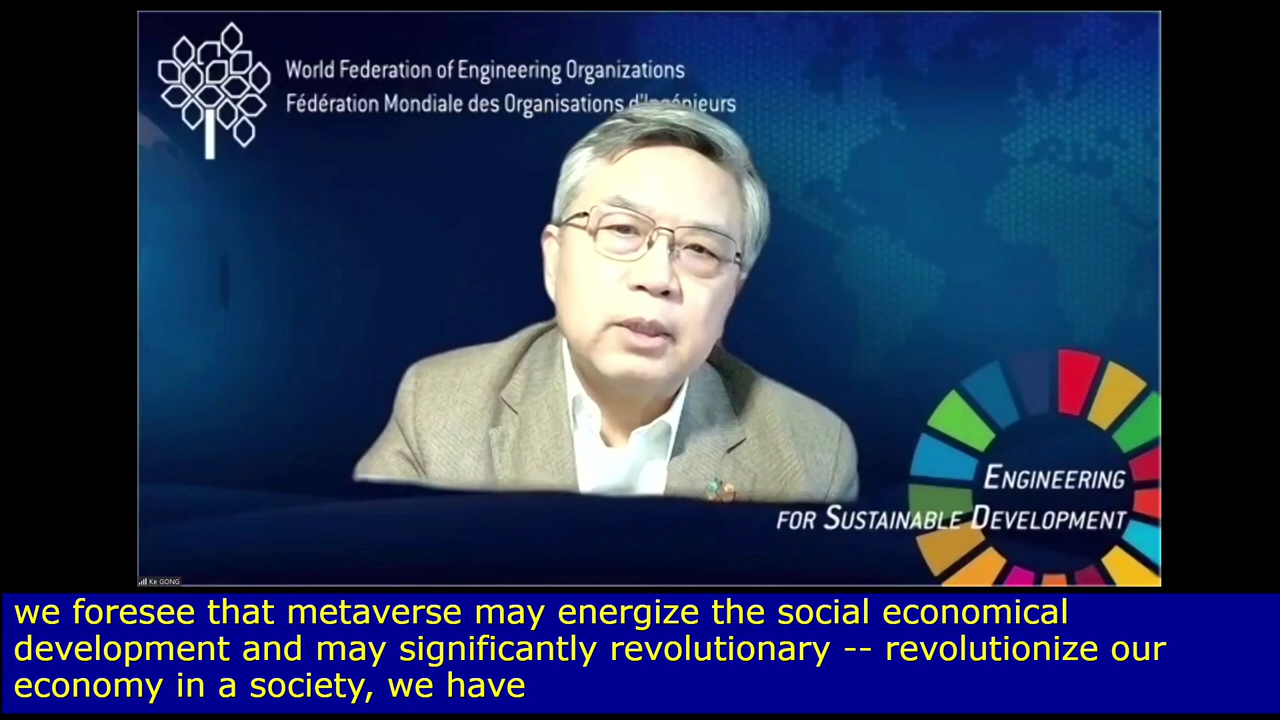 World Federation of Engineering Organizations
Fédération Mondiale des Organisations d'Ingénieurs
ENGINEERING
FOR SUSTAINABLE DEVELOPMENT
Ke GONG
we foresee that metaverse may energize the social economical
development and may significantly revolutionary -- revolutionize our
economy in a society, we have